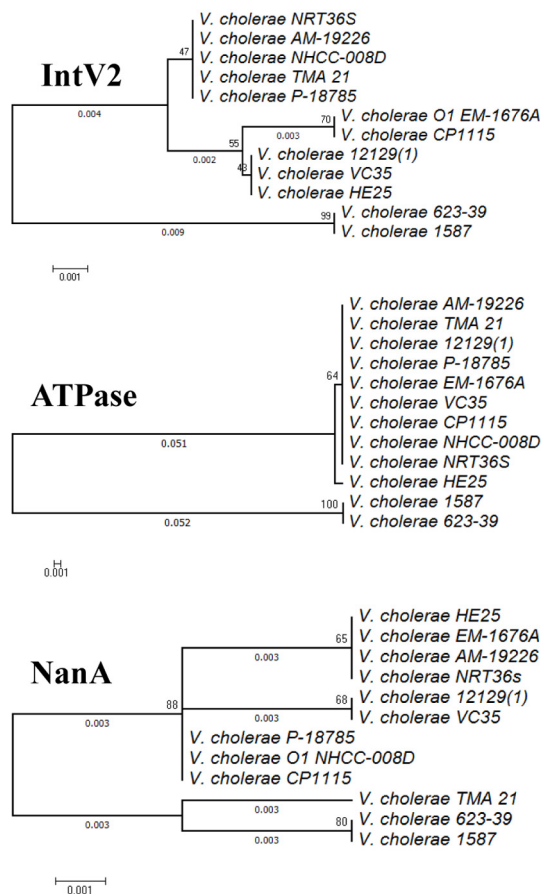 V. cholerae NRT36S
47
V. cholerae AM-19226
V. cholerae NHCC-008D
IntV2
V. cholerae TMA 21
V. cholerae P-18785
0.004
V. cholerae O1 EM-1676A
70
0.003
V. cholerae CP1115
55
V. cholerae 12129(1)
0.002
43
V. cholerae VC35
V. cholerae HE25
V. cholerae 623-39
99
0.009
V. cholerae 1587
0.001
V. cholerae AM-19226
V. cholerae TMA 21
V. cholerae 12129(1)
V. cholerae P-18785
64
V. cholerae EM-1676A
ATPase
V. cholerae VC35
V. cholerae CP1115
0.051
V. cholerae NHCC-008D
V. cholerae NRT36S
V. cholerae HE25
100
V. cholerae 1587
0.052
V. cholerae 623-39
0.001
V. cholerae HE25
65
V. cholerae EM-1676A
0.003
V. cholerae AM-19226
NanA
V. cholerae NRT36s
88
68
V. cholerae 12129(1)
0.003
0.003
V. cholerae VC35
V. cholerae P-18785
V. cholerae O1 NHCC-008D
V. cholerae CP1115
V. cholerae TMA 21
0.003
0.003
80
V. cholerae 623-39
0.003
V. cholerae 1587
0.001